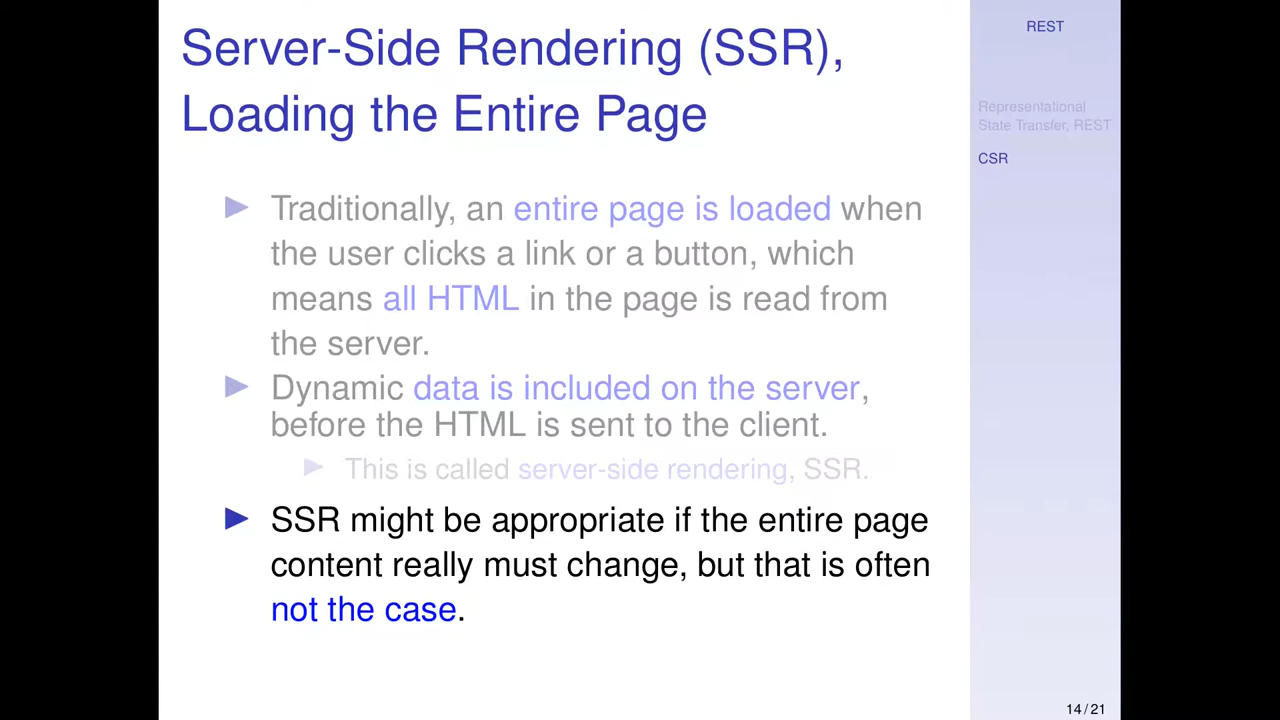 Server-Side Rendering (SSR),
Loading the Entire Page
Traditionally, an entire page is loaded when
the user clicks a link or a button, which
means all HTML in the page is read from
the server.
Dynamic data is included on the server,
before the HTML is sent to the client.
This is called server-side rendering, SSR.
SSR might be appropriate if the entire page
content really must change, but that is often
not the case.
REST
Representational
State Transfer, REST
CSR
14/21